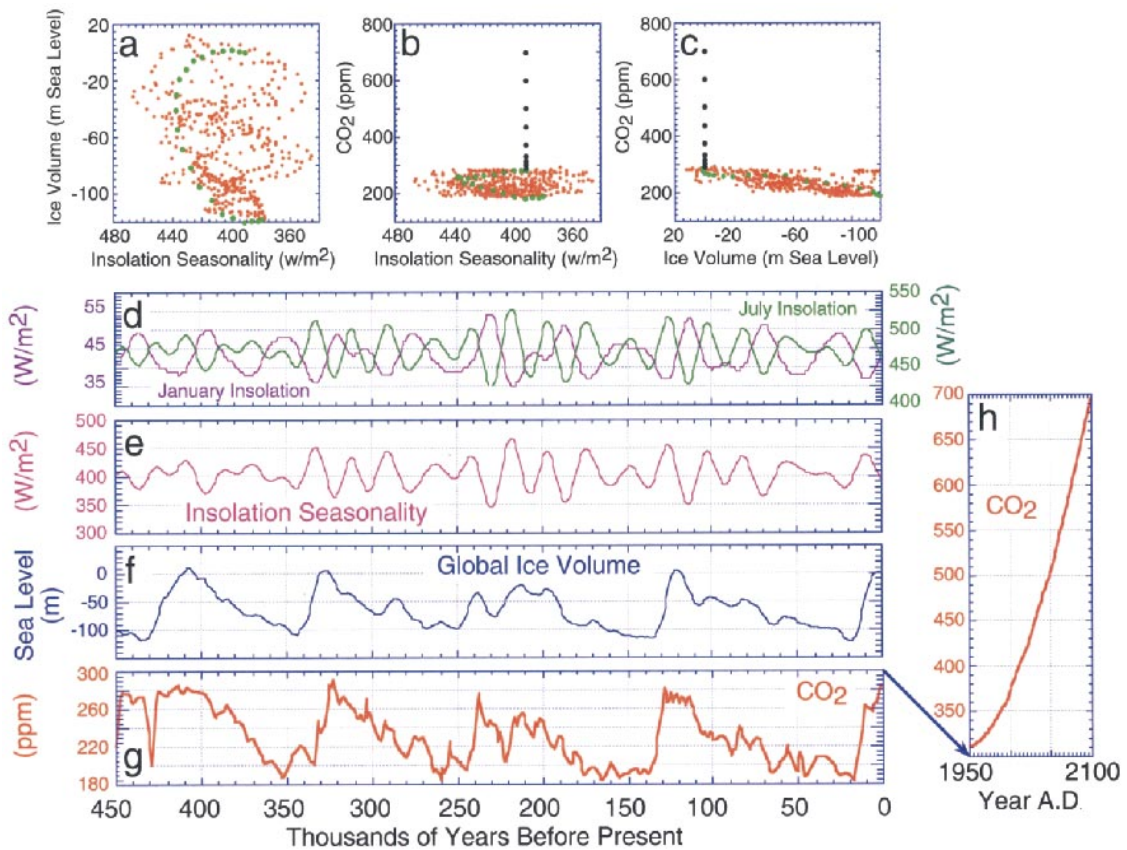 20
0
-20
-60
-100
a
480 440 400 360
Insolation Seasonality (w/m2)
Ice Volume (m Sea Level)
800
600
400
200
b
480 440 400 360
Insolation Seasonality (w/m2)
CO2 (ppm)
800
600
400
200
c
20 -20 -60 -100
Ice Volume (m Sea Level)
CO2 (ppm)
55
45
35
(W/m2)
d
July Insolation
January Insolation
550
500
450
400
(W/m2)
500
450
400
350
300
(W/m2)
e
Insolation Seasonality
0
-50
-100
Sea Level
(m)
f
Global Ice Volume
300
260
220
180
(ppm)
g
CO2
450 400 350 300 250 200 150 100 50 0
Thousands of Years Before Present
700
650
600
550
500
450
400
350
h
CO2
1950 2100
Year A.D.